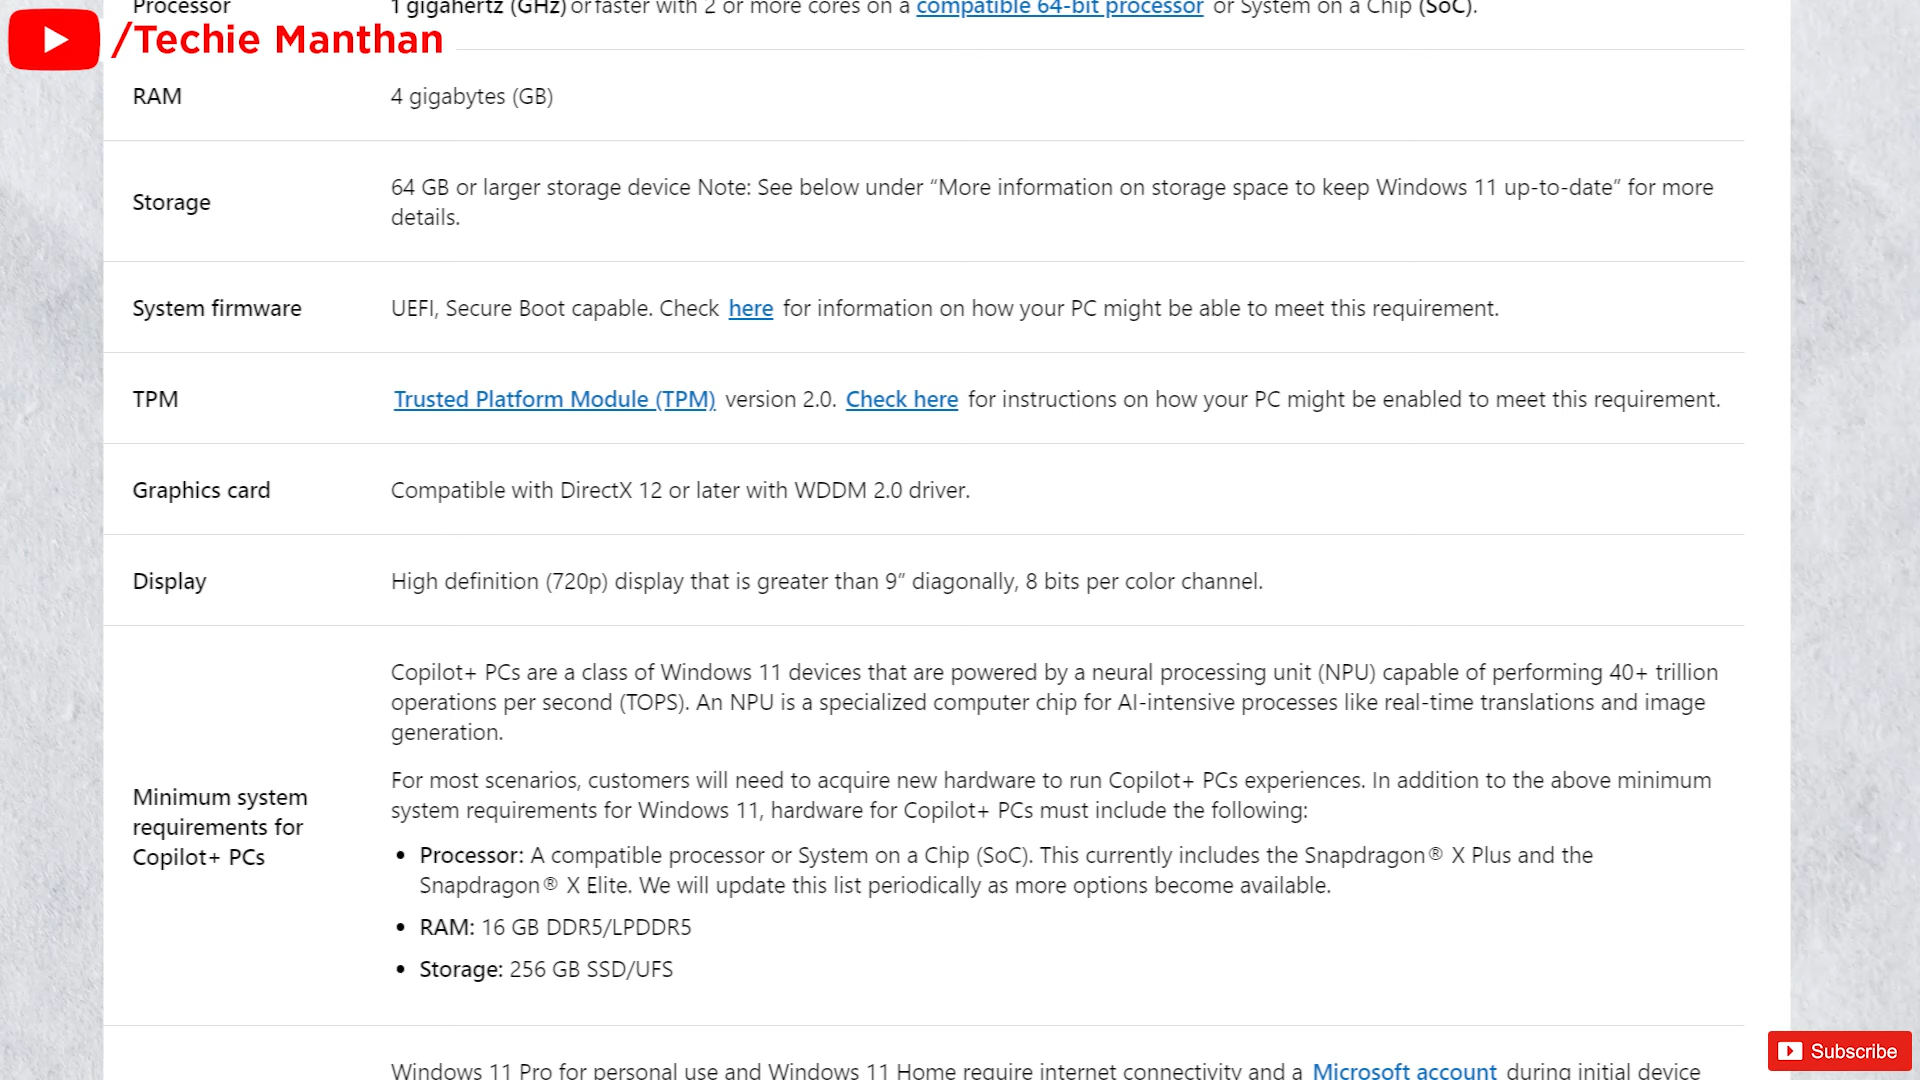 Processor 1 gigahertz (GHz) or faster with 2 or more cores on a compatible 64-bit processor or System on a Chip (SoC).
/Techie Manthan
RAM 4 gigabytes (GB)
Storage 64 GB or larger storage device Note: See below under “More information on storage space to keep Windows 11 up-to-date” for more
details.
System firmware UEFI, Secure Boot capable. Check here for information on how your PC might be able to meet this requirement.
TPM Trusted Platform Module (TPM) version 2.0. Check here for instructions on how your PC might be enabled to meet this requirement.
Graphics card Compatible with DirectX 12 or later with WDDM 2.0 driver.
Display High definition (720p) display that is greater than 9” diagonally, 8 bits per color channel.
Minimum system
requirements for
Copilot+ PCs
Copilot+ PCs are a class of Windows 11 devices that are powered by a neural processing unit (NPU) capable of performing 40+ trillion
operations per second (TOPS). An NPU is a specialized computer chip for AI-intensive processes like real-time translations and image
generation.
For most scenarios, customers will need to acquire new hardware to run Copilot+ PCs experiences. In addition to the above minimum
system requirements for Windows 11, hardware for Copilot+ PCs must include the following:
• Processor: A compatible processor or System on a Chip (SoC). This currently includes the Snapdragon® X Plus and the
Snapdragon® X Elite. We will update this list periodically as more options become available.
• RAM: 16 GB DDR5/LPDDR5
• Storage: 256 GB SSD/UFS
Windows 11 Pro for personal use and Windows 11 Home require internet connectivity and a Microsoft account during initial device
Subscribe